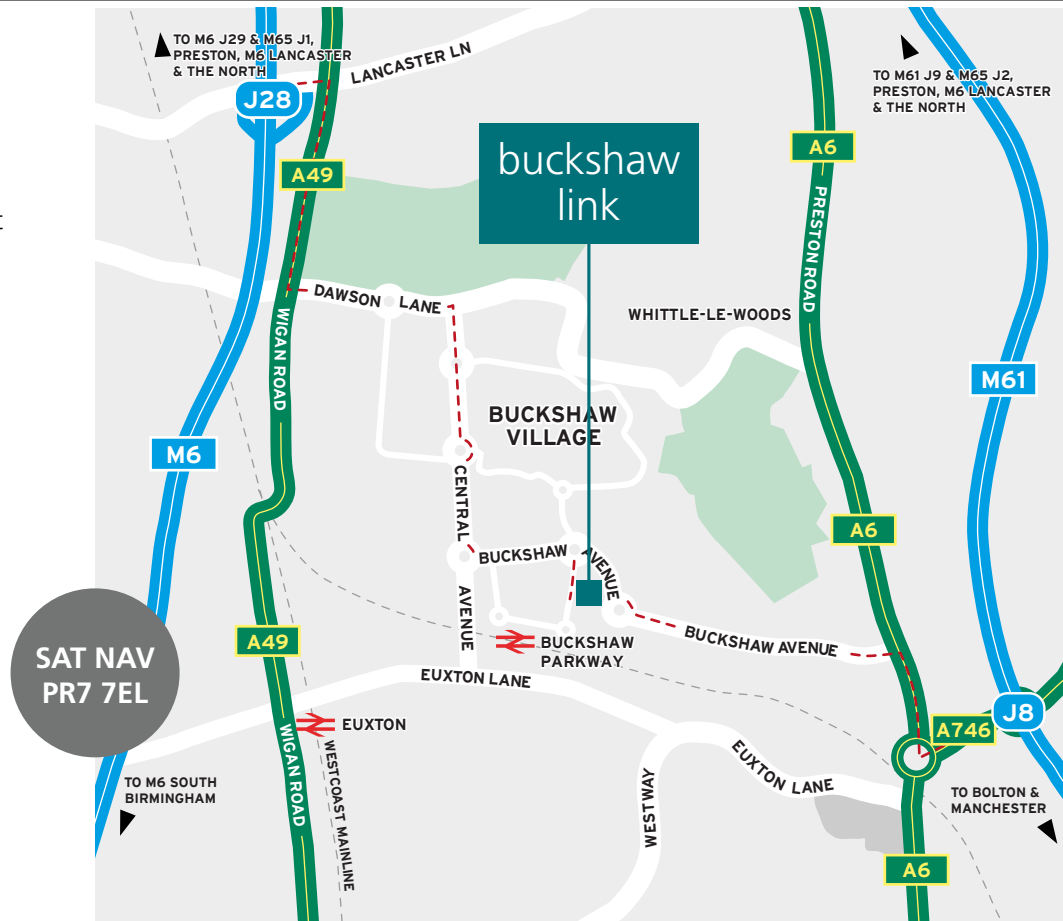 TO M6 J29 & M65 J1,
PRESTON, M6 LANCASTER
& THE NORTH
LANCASTER LN
J28
A49
buckshaw
link
A6
TO M61 J9 & M65 J2,
PRESTON, M6 LANCASTER
& THE NORTH
t
PRESTON ROAD
DAWSON LANE
WIGAN ROAD
WHITTLE-LE-WOODS
M61
BUCKSHAW
VILLAGE
M6
CENTRAL
AVENUE
A6
BUCKSHAW AVENUE
A49
BUCKSHAW
PARKWAY
BUCKSHAW AVENUE
SAT NAV
PR7 7EL
EUXTON LANE
EUXTON
WIGAN ROAD
WESTCOAST MAINLINE
J8
A746
EUXTON LANE
WESTWAY
TO M6 SOUTH
BIRMINGHAM
TO BOLTON &
MANCHESTER
A6